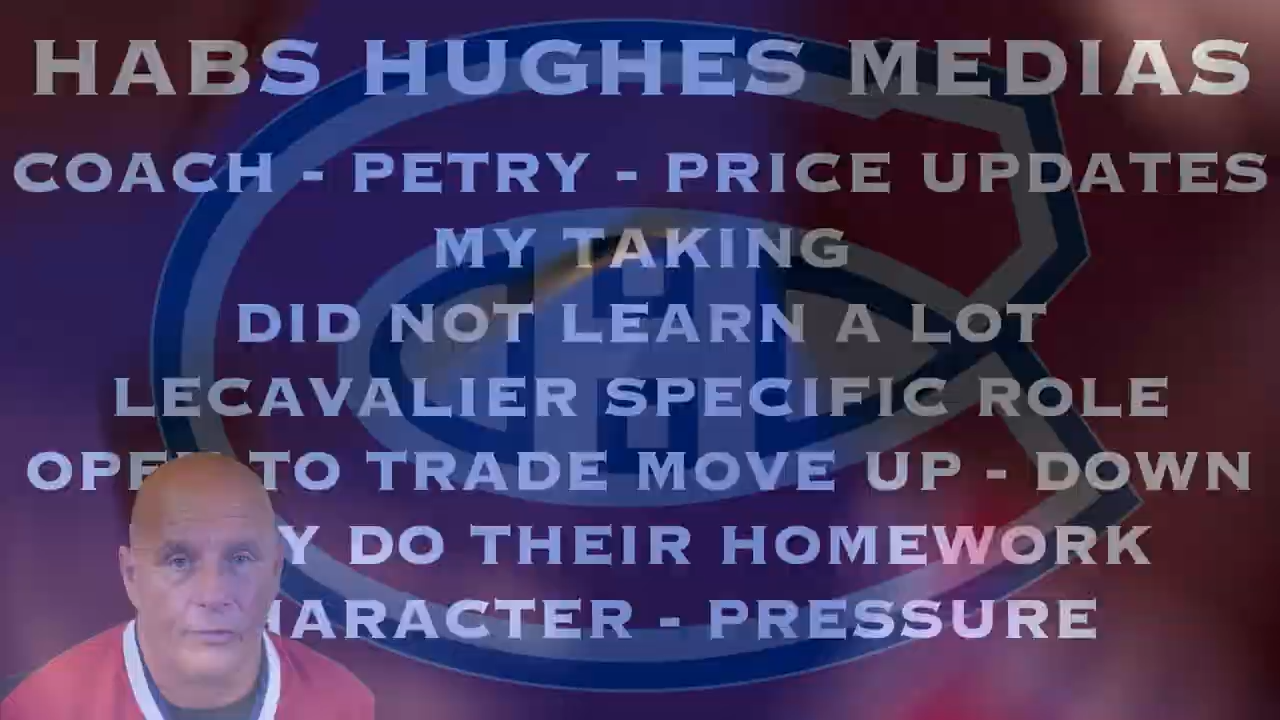 HABS HUGHES MEDIAS
COACH - PETRY - PRICE UPDATES
MY TAKING
DID NOT LEARN A LOT
LECAVALIER SPECIFIC ROLE
TO TRADE MOVE UP - DOWN
DO THEIR HOMEWORK
- PRESSURE